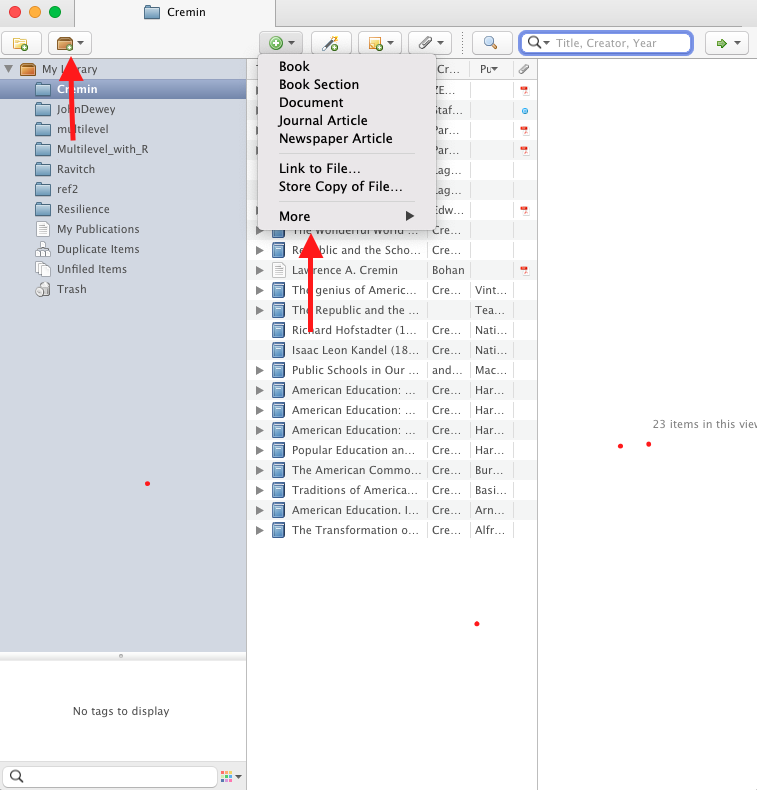 Cremin
Title, Creator, Year
My Library
Cremin
JohnDewey
multilevel
Multilevel_with_R
Ravitch
ref2
Resilience
My Publications
Duplicate Items
Unfiled Items
Trash
Book
Book Section
Document
Journal Article
Newspaper Article
Link to File...
Store Copy of File...
More
Cr...
ZE...
Staf...
Par...
Par...
Lag...
Lag...
Edw...
The Wonderful World ... Cre...
Republic and the Scho... Cre...
Lawrence A. Cremin Bohan
The genius of Americ... Cre... Vint...
The Republic and the ... Tea...
Richard Hofstadter (1... Cre... Nati...
Isaac Leon Kandel (18... Cre... Nati...
Public Schools in Our ... and... Mac...
American Education: ... Cre... Har...
American Education: ... Cre... Har...
American Education: ... Cre... Har...
Popular Education an... Cre... Har...
The American Commo... Cre... Bur...
Traditions of America... Cre... Basi...
American Education. I... Cre... Arn...
The Transformation o... Cre... Alfr...
23 items in this view
No tags to display